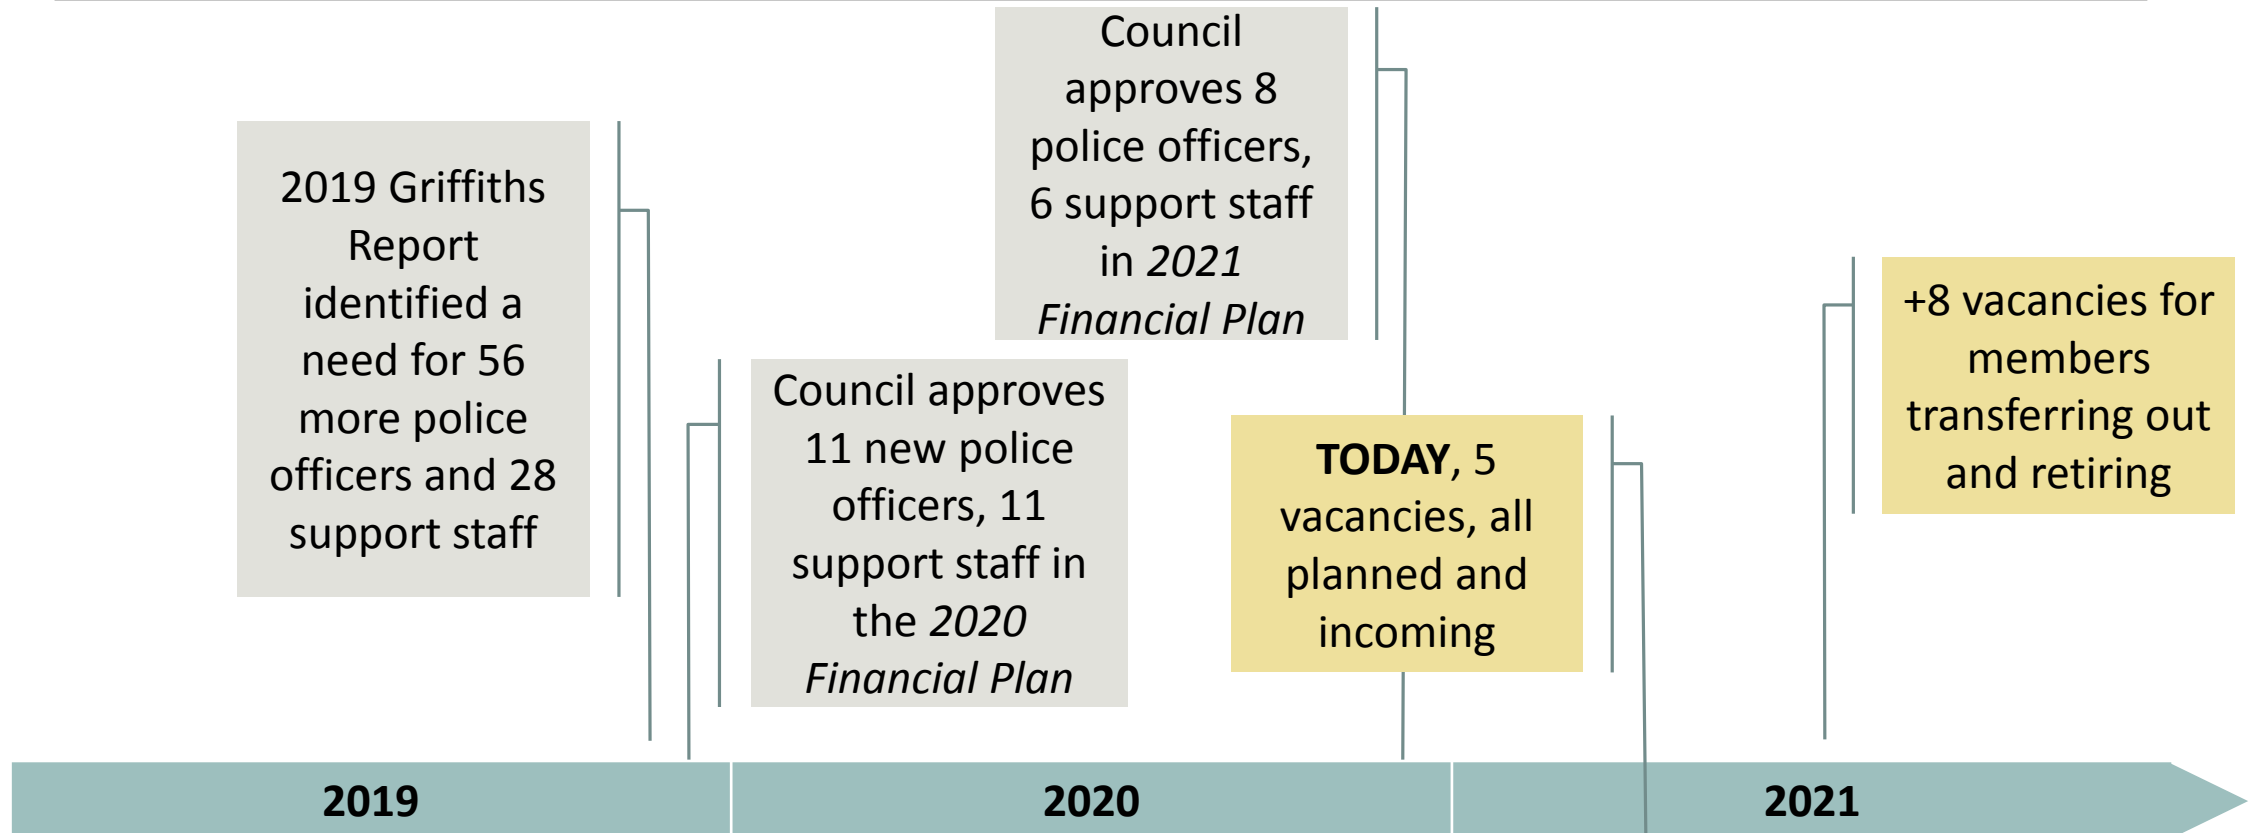 2019 Griffiths
Report
identified a
need for 56
more police
officers and 28
support staff
Council approves
11 new police
officers, 11
support staff in
the 2020
Financial Plan
Council
approves 8
police officers,
6 support staff
in 2021
Financial Plan
TODAY, 5
vacancies, all
planned and
incoming
+8 vacancies for
members
transferring out
and retiring
2019
2020
2021